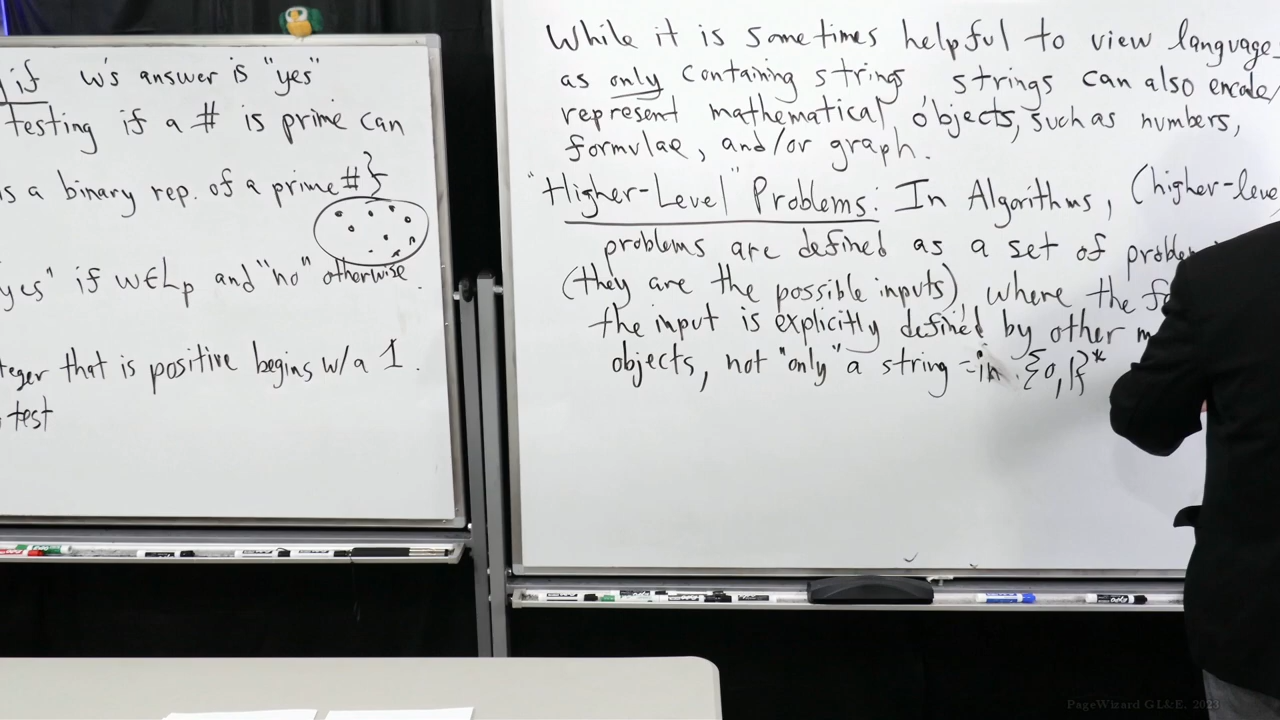 if w's answer is "yes"
testing if a # is prime can
is a binary rep. of a prime #}
yes" if w∈Lp and "no" otherwise.
teger that is positive begins w/a 1.
test
While it is sometimes helpful to view language
as only containing strings, strings can also encode/
represent mathematical objects, such as numbers,
formulae, and/or graph.
"Higher-Level" Problems: In Algorithms, (higher-leve
problems are defined as a set of proble
(they are the possible inputs), where the fo
the input is explicitly defined by other m
objects, not "only" a string in {0,1}*
PageWizard GL&E. 2023